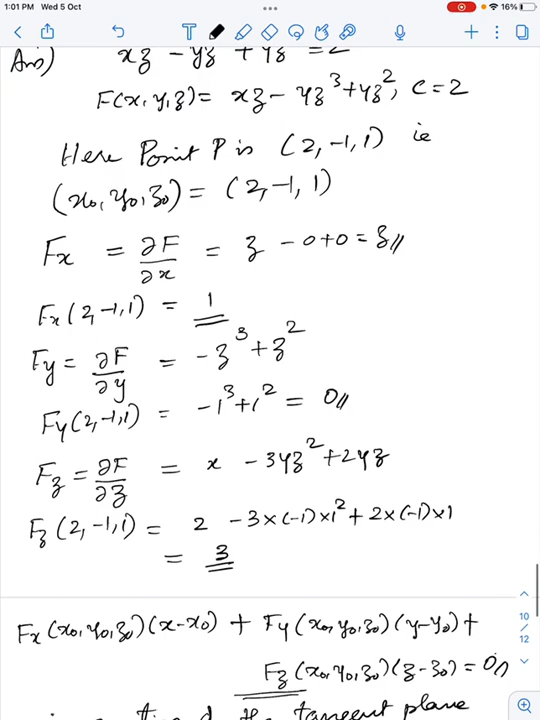 1:01 PM Wed 5 Oct
16%
Ans) xz - yz + yz = 2
F(x, y, z) = xz - yz³ + yz², C = 2
Here Point P is (2, -1, 1) ie
(x₀, y₀, z₀) = (2, -1, 1)
Fx = ∂F/∂x = z - 0 + 0 = z//
Fx(2, -1, 1) = 1
Fy = ∂F/∂y = -z³ + z²
Fy(2, -1, 1) = -1³ + 1² = 0//
Fz = ∂F/∂z = x - 3yz² + 2yz
Fz(2, -1, 1) = 2 - 3×(-1)×1² + 2×(-1)×1
= 3
Fx(x₀, y₀, z₀)(x - x₀) + Fy(x₀, y₀, z₀)(y - y₀) +
Fz(x₀, y₀, z₀)(z - z₀) = 0//
the tangent plane
10
/
12